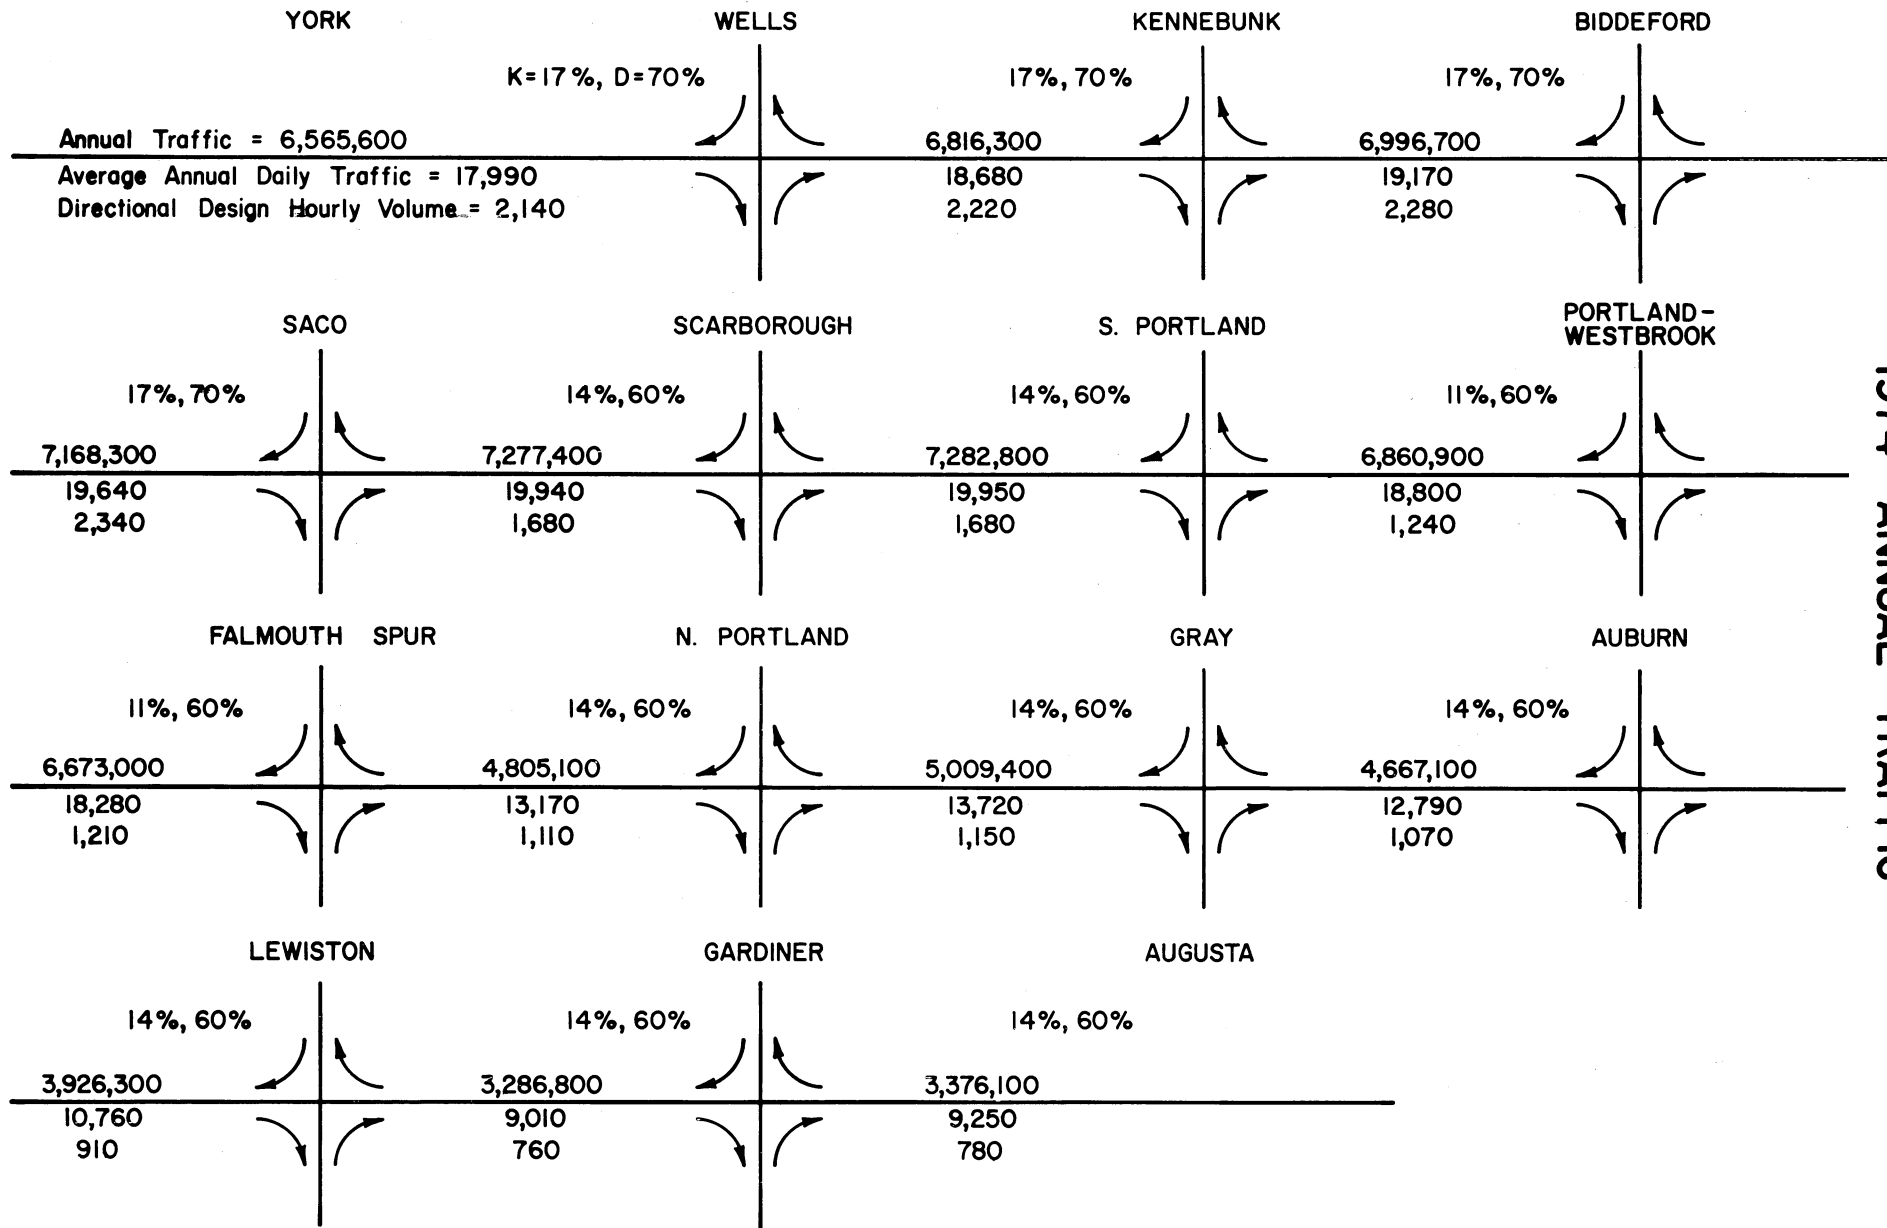 YORK WELLS KENNEBUNK BIDDEFORD
K=17%, D=70% 17%, 70% 17%, 70%
Annual Traffic = 6,565,600 6,816,300 6,996,700
Average Annual Daily Traffic = 17,990 18,680 19,170
Directional Design Hourly Volume = 2,140 2,220 2,280
SACO SCARBOROUGH S. PORTLAND PORTLAND-
WESTBROOK
17%, 70% 14%, 60% 14%, 60% 11%, 60%
7,168,300 7,277,400 7,282,800 6,860,900
19,640 19,940 19,950 18,800
2,340 1,680 1,680 1,240
FALMOUTH SPUR N. PORTLAND GRAY AUBURN
11%, 60% 14%, 60% 14%, 60% 14%, 60%
6,673,000 4,805,100 5,009,400 4,667,100
18,280 13,170 13,720 12,790
1,210 1,110 1,150 1,070
LEWISTON GARDINER AUGUSTA
14%, 60% 14%, 60% 14%, 60%
3,926,300 3,286,800 3,376,100
10,760 9,010 9,250
910 760 780
ANNUAL TRAFFIC